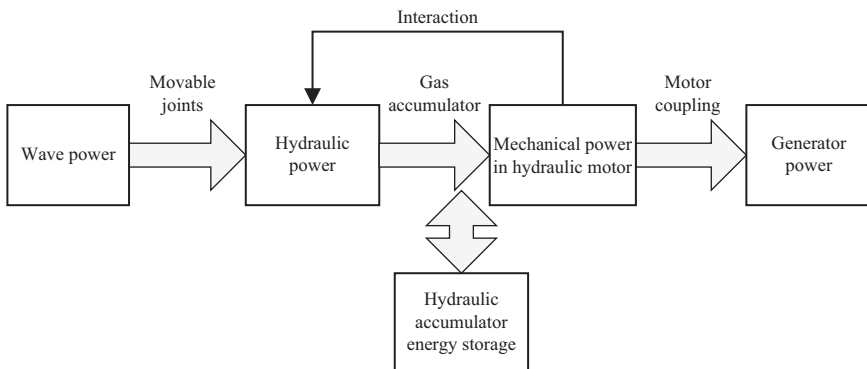 Interaction
Movable
joints
Gas
accumulator
Motor
coupling
Wave power
Hydraulic
power
Mechanical power
in hydraulic motor
Generator
power
Hydraulic
accumulator
energy storage